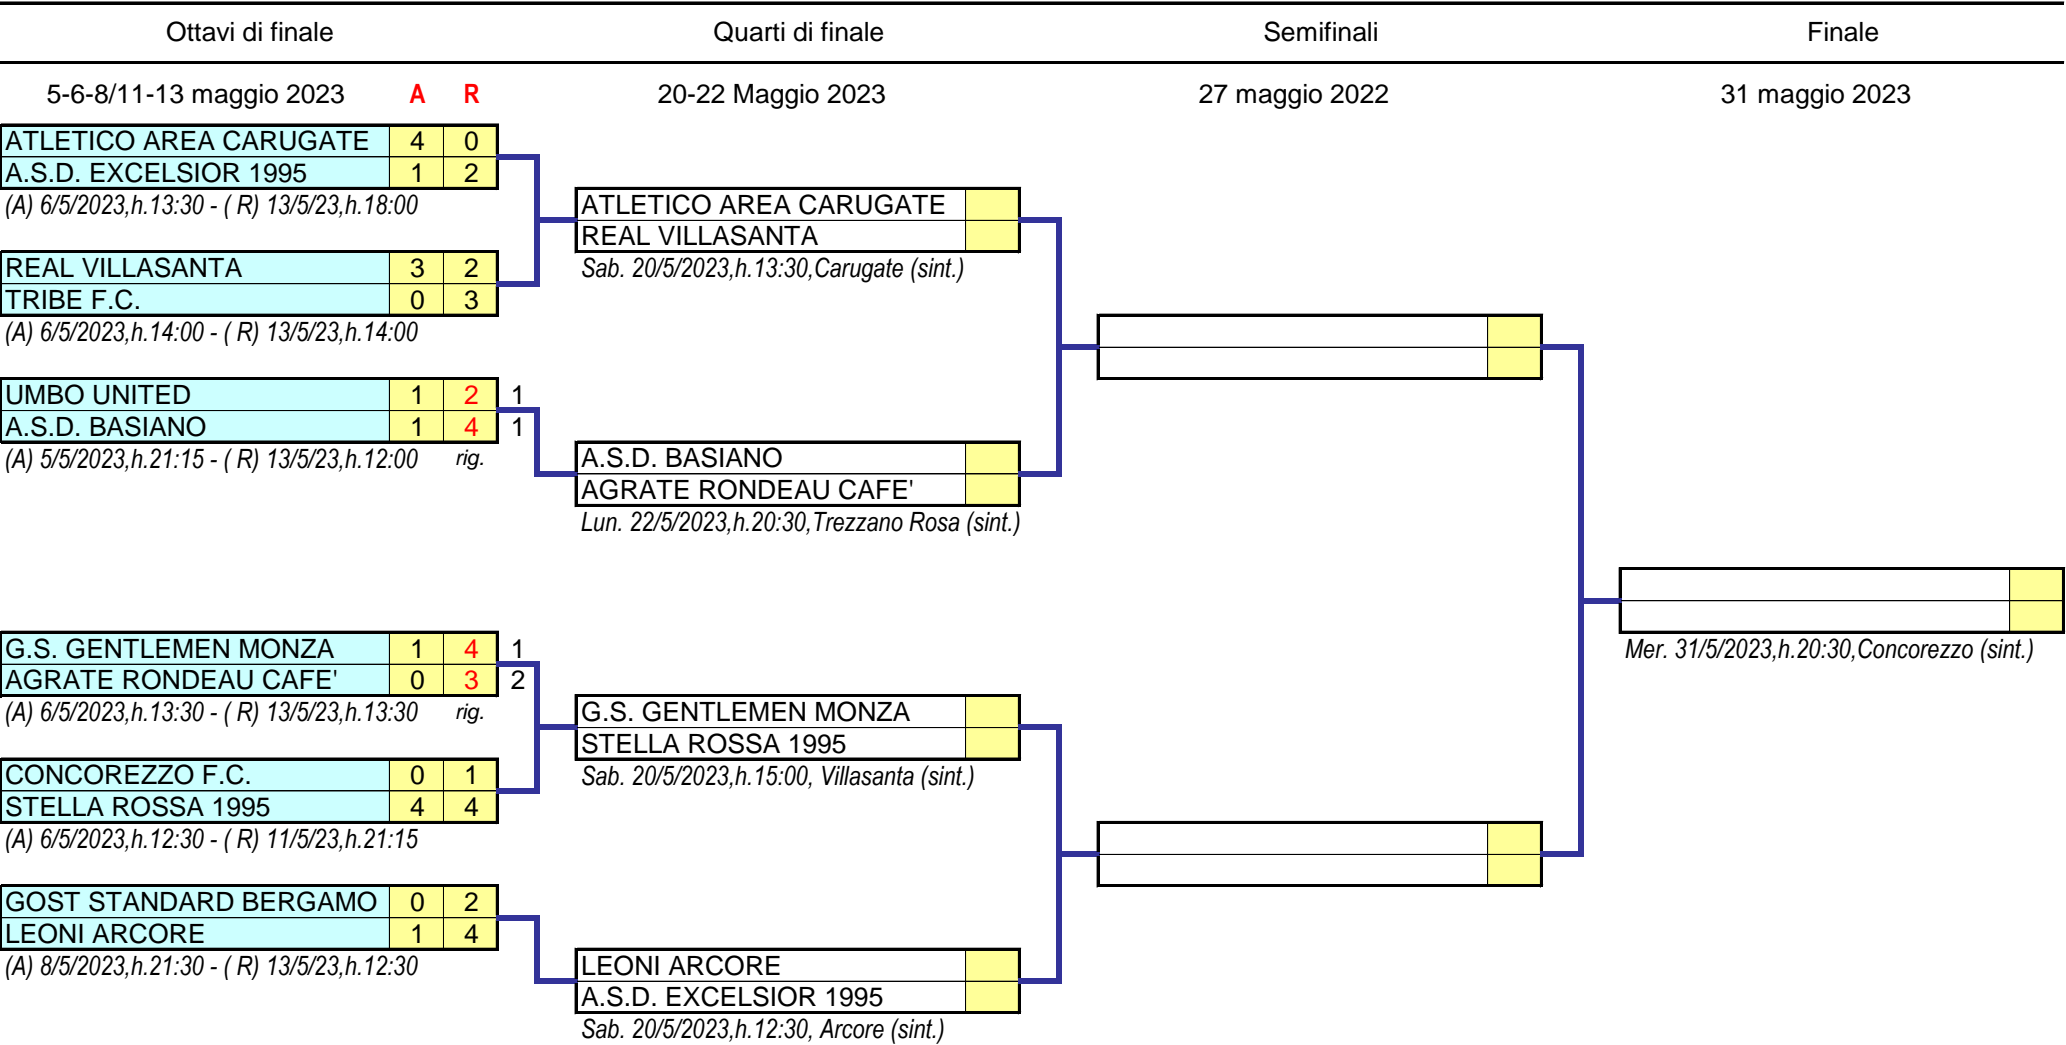 Ottavi di finale Quarti di finale Semifinali Finale
5-6-8/11-13 maggio 2023 A R 20-22 Maggio 2023 27 maggio 2022 31 maggio 2023
ATLETICO AREA CARUGATE 4 0
A.S.D. EXCELSIOR 1995 1 2
(A) 6/5/2023,h.13:30 - ( R) 13/5/23,h.18:00
REAL VILLASANTA 3 2
TRIBE F.C. 0 3
(A) 6/5/2023,h.14:00 - ( R) 13/5/23,h.14:00
UMBO UNITED 1 2 1
A.S.D. BASIANO 1 4 1
(A) 5/5/2023,h.21:15 - ( R) 13/5/23,h.12:00 rig.
G.S. GENTLEMEN MONZA 1 4 1
AGRATE RONDEAU CAFE' 0 3 2
(A) 6/5/2023,h.13:30 - ( R) 13/5/23,h.13:30 rig.
CONCOREZZO F.C. 0 1
STELLA ROSSA 1995 4 4
(A) 6/5/2023,h.12:30 - ( R) 11/5/23,h.21:15
GOST STANDARD BERGAMO 0 2
LEONI ARCORE 1 4
(A) 8/5/2023,h.21:30 - ( R) 13/5/23,h.12:30
ATLETICO AREA CARUGATE
REAL VILLASANTA
Sab. 20/5/2023,h.13:30,Carugate (sint.)
A.S.D. BASIANO
AGRATE RONDEAU CAFE'
Lun. 22/5/2023,h.20:30,Trezzano Rosa (sint.)
G.S. GENTLEMEN MONZA
STELLA ROSSA 1995
Sab. 20/5/2023,h.15:00, Villasanta (sint.)
LEONI ARCORE
A.S.D. EXCELSIOR 1995
Sab. 20/5/2023,h.12:30, Arcore (sint.)
Mer. 31/5/2023,h.20:30,Concorezzo (sint.)